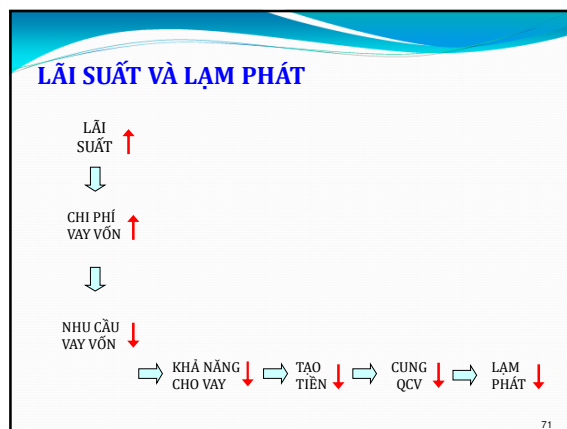 LÃI SUẤT VÀ LẠM PHÁT
LÃI
SUẤT
CHI PHÍ
VAY VỐN
NHU CẦU
VAY VỐN
KHẢ NĂNG
CHO VAY
TẠO
TIỀN
CUNG
QCV
LẠM
PHÁT
71